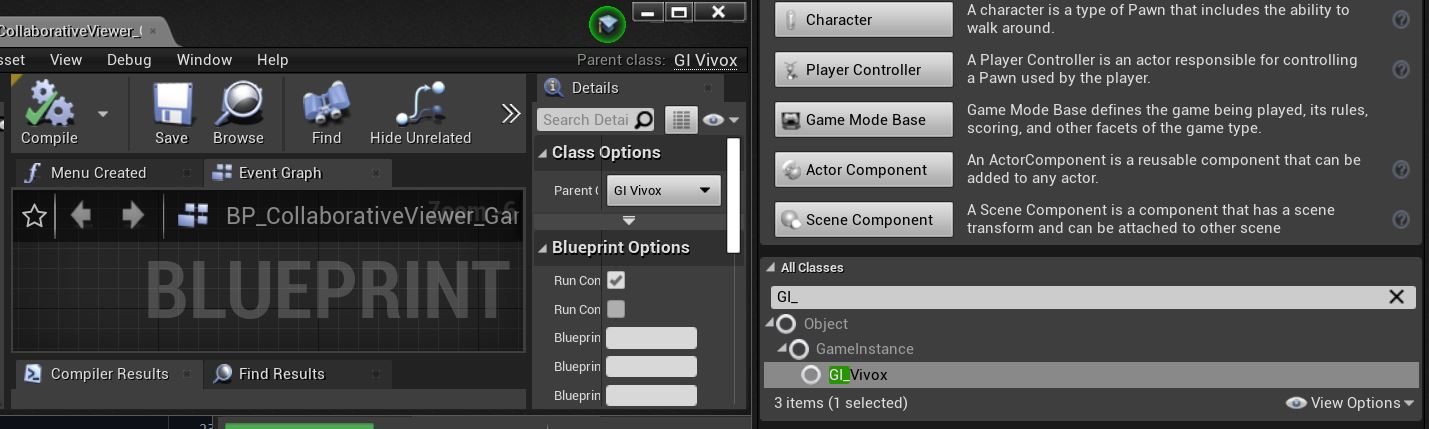 CollaborativeViewer_
Asset View Debug Window Help
Parent class: GI Vivox
Compile
Save
Browse
Find
Hide Unrelated
Menu Created
Event Graph
BP_CollaborativeViewer_Gar
BLUEPRINT
Compiler Results
Find Results
Details
Search Detai
Class Options
Parent C
GI Vivox
Blueprint Options
Run Con
Run Con
Blueprin
Blueprin
Blueprin
Character
A character is a type of Pawn that includes the ability to
walk around.
Player Controller
A Player Controller is an actor responsible for controlling
a Pawn used by the player.
Game Mode Base
Game Mode Base defines the game being played, its rules,
scoring, and other facets of the game type.
Actor Component
An ActorComponent is a reusable component that can be
added to any actor.
Scene Component
A Scene Component is a component that has a scene
transform and can be attached to other scene
All Classes
GI_
Object
GameInstance
GI_Vivox
3 items (1 selected)
View Options